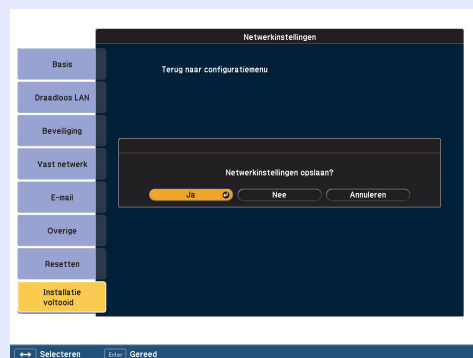 Netwerkinstellingen
Basis
Terug naar configuratiemenu
Draadloos LAN
Beveiliging
Vast netwerk
Netwerkinstellingen opslaan?
Ja
Nee
Annuleren
E-mail
Overige
Resetten
Installatie
voltooid
Selecteren
Enter Gereed